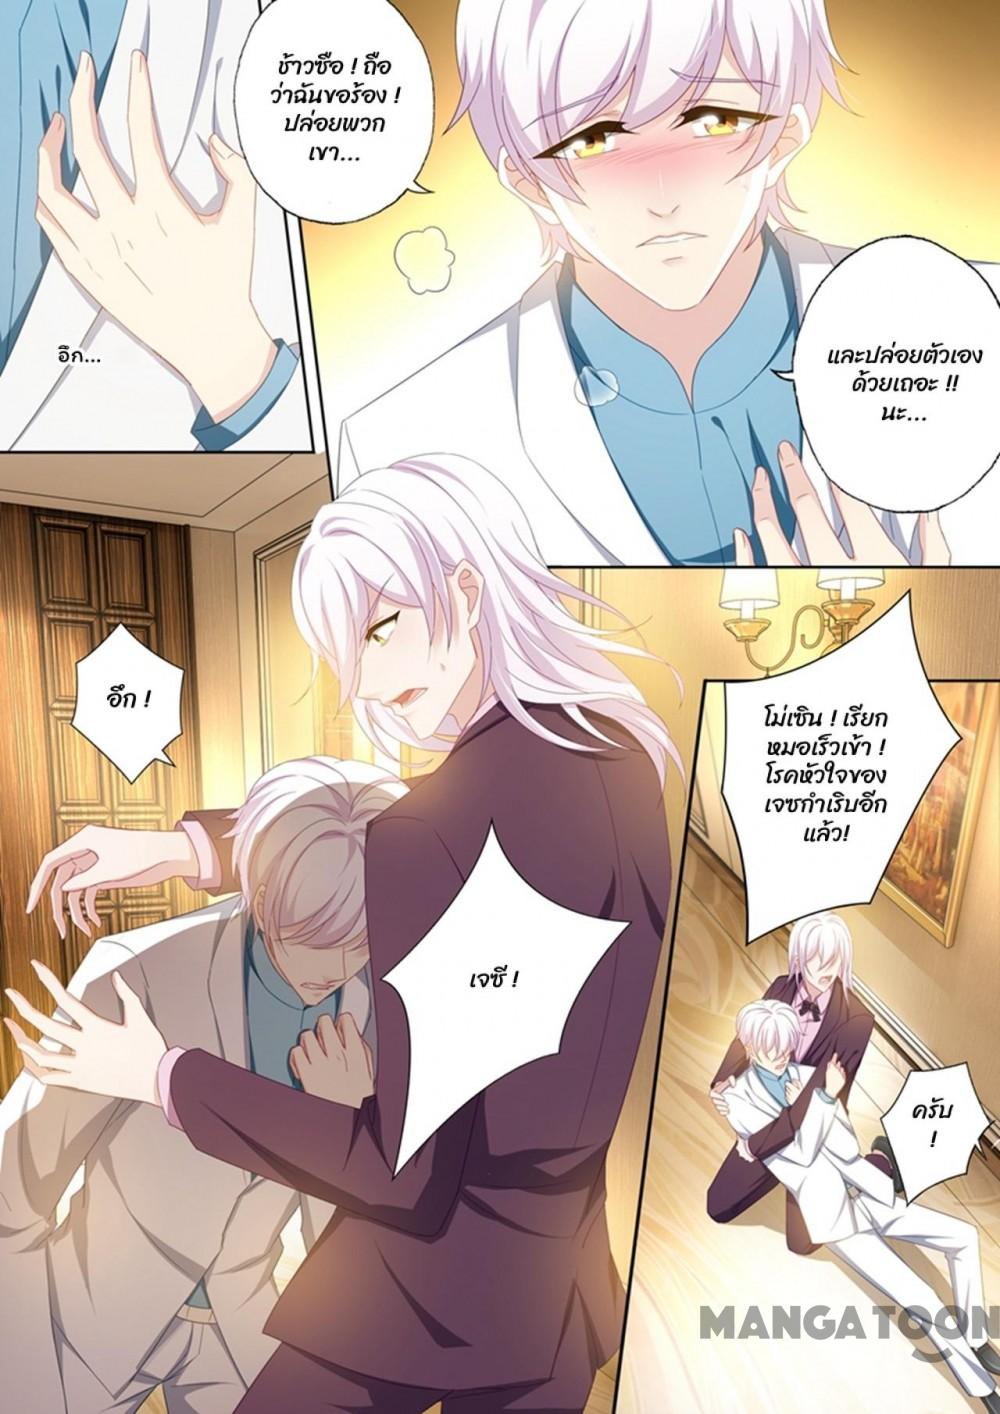 ช้าวซือ ! ถือ
ว่าฉันขอร้อง !
ปล่อยพวก
เขา...
และปล่อยตัวเอง
ด้วยเถอะ !!
นะ...
อึก...
อึก !
เจซี !
โม่เซิน ! เรียก
หมอเร็วเข้า !
โรคหัวใจของ
เจซกำเริบอีก
แล้ว!
ครับ
!
MANGATOON